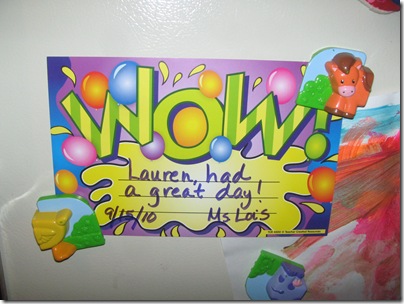 WOW!
Lauren, had
a great day!
9/15/10 Ms Lois